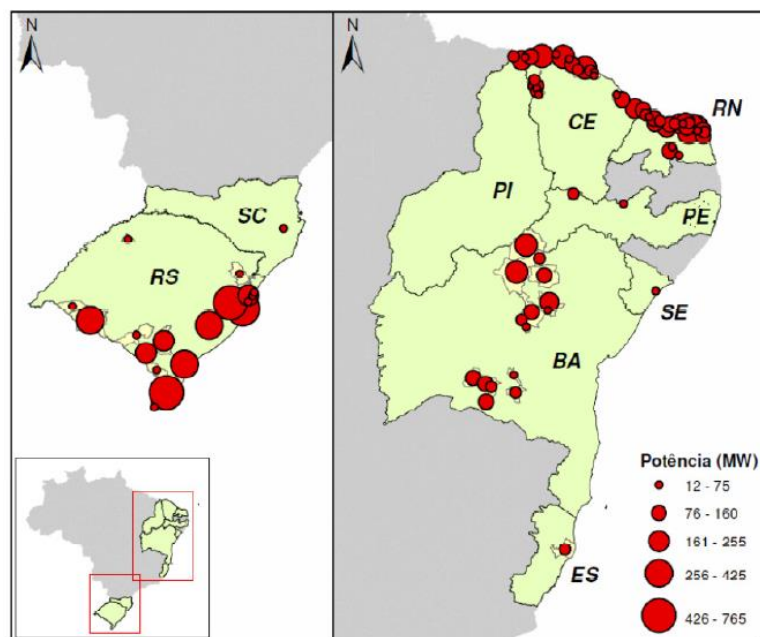 N
SC
RS
N
RN
CE
PI
PE
SE
BA
ES
Potência (MW)
12 - 75
76 - 160
161 - 255
256 - 425
426 - 765